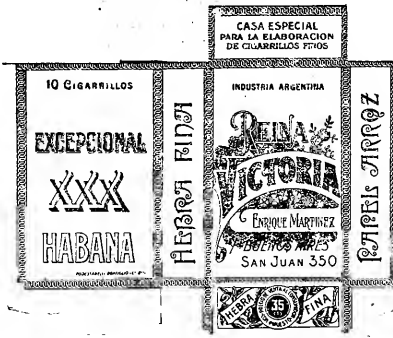 CASA ESPECIAL
PARA LA ELABORACION
DE CIGARRILLOS FINOS
10 CIGARRILLOS
EXCEPCIONAL
XXX
HABANA
HEBRA FINA
INDUSTRIA ARGENTINA
REINA
VICTORIA
ENRIQUE MARTINEZ
BUENOS AIRES
SAN JUAN 350
PAPEL ARROZ
HEBRA
35
FINA